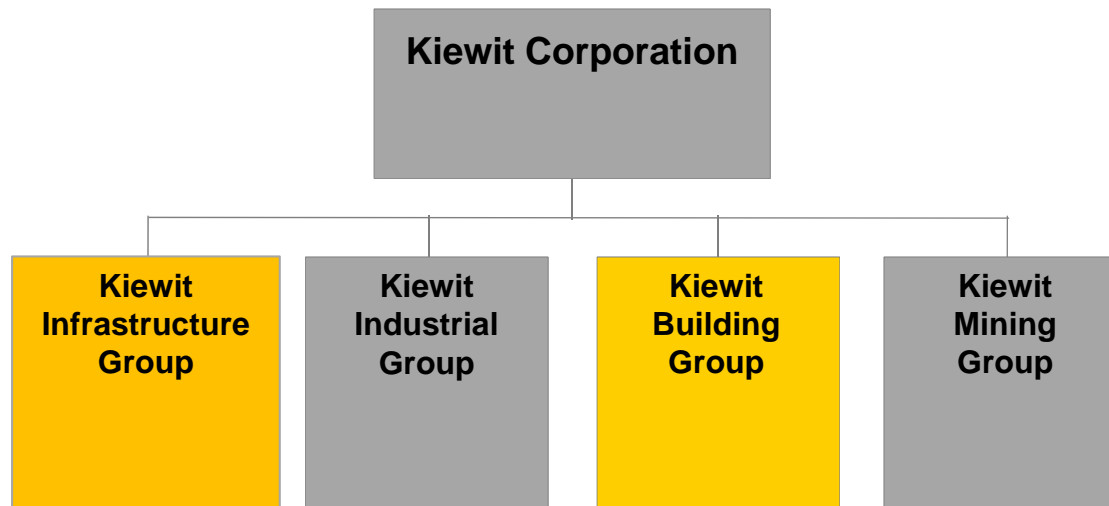 Kiewit Corporation
Kiewit
Infrastructure
Group
Kiewit
Industrial
Group
Kiewit
Building
Group
Kiewit
Mining
Group